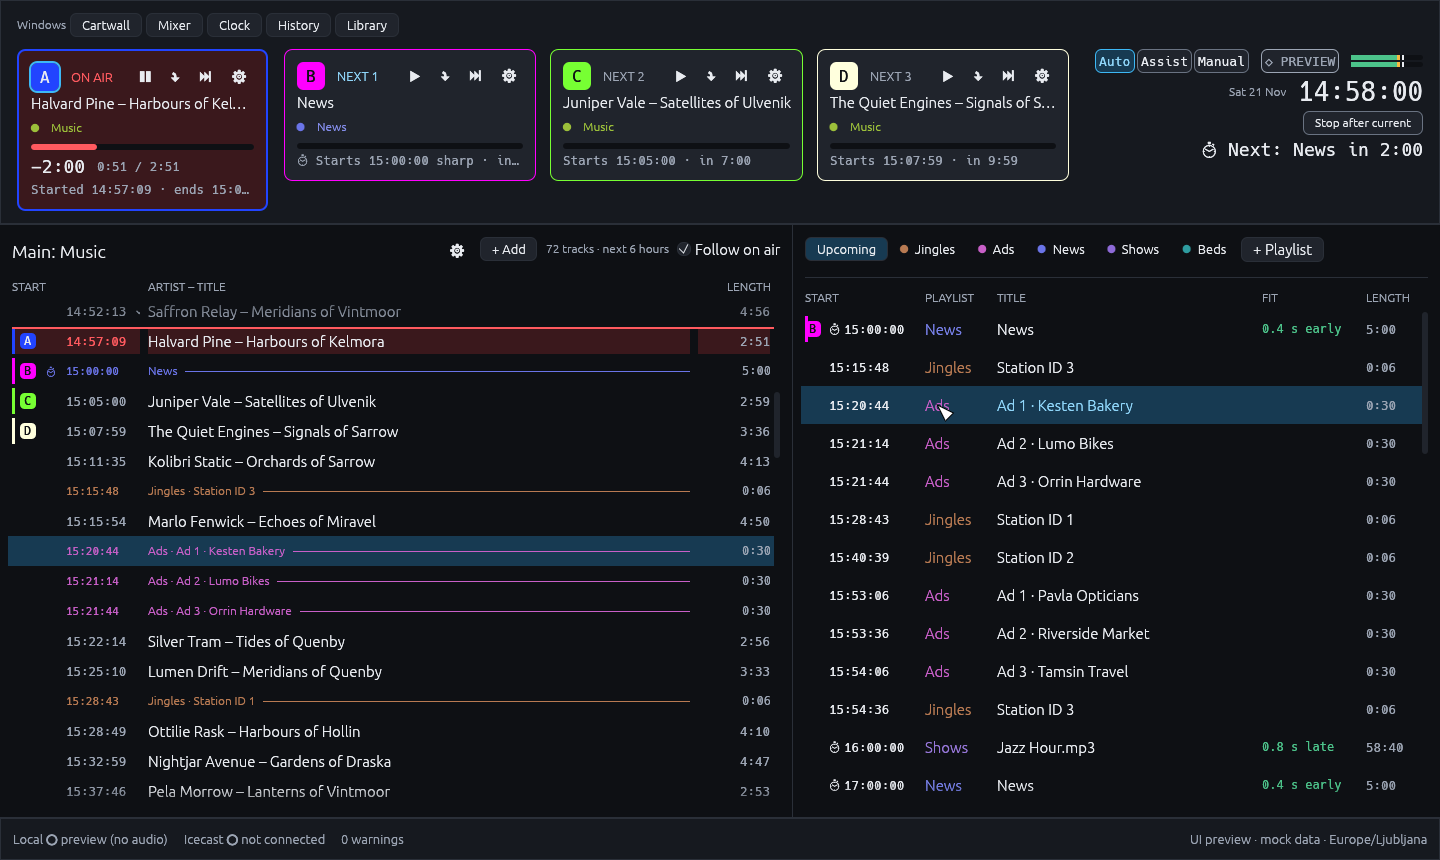 Windows Cartwall Mixer Clock History Library
A ON AIR
Halvard Pine – Harbours of Kel…
Music
−2:00 0:51 / 2:51
Started 14:57:09 · ends 15:0…
B NEXT 1
News
News
Starts 15:00:00 sharp · in…
C NEXT 2
Juniper Vale – Satellites of Ulvenik
Music
Starts 15:05:00 · in 7:00
D NEXT 3
The Quiet Engines – Signals of S…
Music
Starts 15:07:59 · in 9:59
Auto Assist Manual ◇ PREVIEW
Sat 21 Nov 14:58:00
Stop after current
Next: News in 2:00
Main: Music + Add 72 tracks · next 6 hours Follow on air
START ARTIST – TITLE LENGTH
14:52:13 Saffron Relay – Meridians of Vintmoor 4:56
A 14:57:09 Halvard Pine – Harbours of Kelmora 2:51
B 15:00:00 News 5:00
C 15:05:00 Juniper Vale – Satellites of Ulvenik 2:59
D 15:07:59 The Quiet Engines – Signals of Sarrow 3:36
15:11:35 Kolibri Static – Orchards of Sarrow 4:13
15:15:48 Jingles · Station ID 3 0:06
15:15:54 Marlo Fenwick – Echoes of Miravel 4:50
15:20:44 Ads · Ad 1 · Kesten Bakery 0:30
15:21:14 Ads · Ad 2 · Lumo Bikes 0:30
15:21:44 Ads · Ad 3 · Orrin Hardware 0:30
15:22:14 Silver Tram – Tides of Quenby 2:56
15:25:10 Lumen Drift – Meridians of Quenby 3:33
15:28:43 Jingles · Station ID 1 0:06
15:28:49 Ottilie Rask – Harbours of Hollin 4:10
15:32:59 Nightjar Avenue – Gardens of Draska 4:47
15:37:46 Pela Morrow – Lanterns of Vintmoor 2:53
Upcoming Jingles Ads News Shows Beds + Playlist
START PLAYLIST TITLE FIT LENGTH
B 15:00:00 News News 0.4 s early 5:00
15:15:48 Jingles Station ID 3 0:06
15:20:44 Ads Ad 1 · Kesten Bakery 0:30
15:21:14 Ads Ad 2 · Lumo Bikes 0:30
15:21:44 Ads Ad 3 · Orrin Hardware 0:30
15:28:43 Jingles Station ID 1 0:06
15:40:39 Jingles Station ID 2 0:06
15:53:06 Ads Ad 1 · Pavla Opticians 0:30
15:53:36 Ads Ad 2 · Riverside Market 0:30
15:54:06 Ads Ad 3 · Tamsin Travel 0:30
15:54:36 Jingles Station ID 3 0:06
16:00:00 Shows Jazz Hour.mp3 0.8 s late 58:40
17:00:00 News News 0.4 s early 5:00
Local preview (no audio) Icecast not connected 0 warnings UI preview · mock data · Europe/Ljubljana